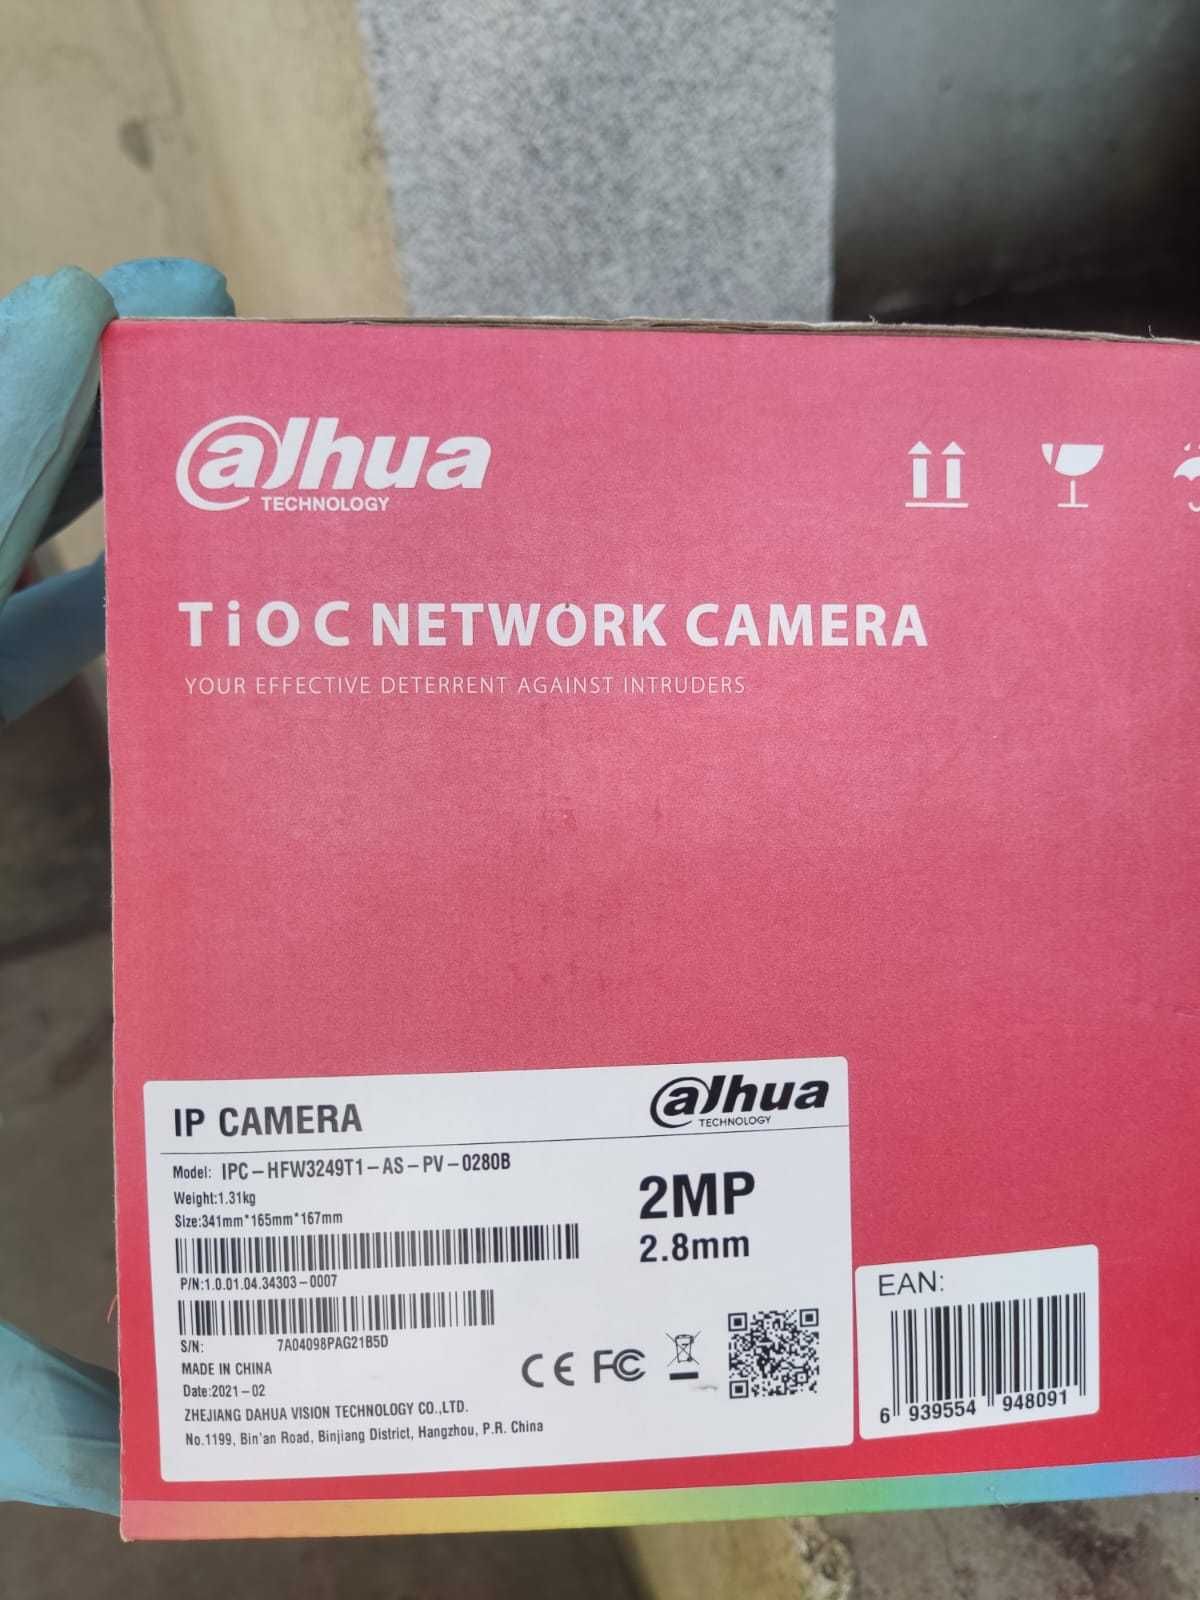 alhua
TECHNOLOGY
TiOC NETWORK CAMERA
YOUR EFFECTIVE DETERRENT AGAINST INTRUDERS
IP CAMERA
alhua
TECHNOLOGY
Model: IPC-HFW3249T1-AS-PV-0280B
Weight:1.31kg
Size:341mm*165mm*167mm
2MP
2.8mm
P/N:1.0.01.04.34303-0007
S/N: 7A04098PAG21B5D
MADE IN CHINA
Date:2021-02
ZHEJIANG DAHUA VISION TECHNOLOGY CO.,LTD.
No.1199, Bin'an Road, Binjiang District, Hangzhou, P.R. China
CE FC
EAN:
6 939554 948091